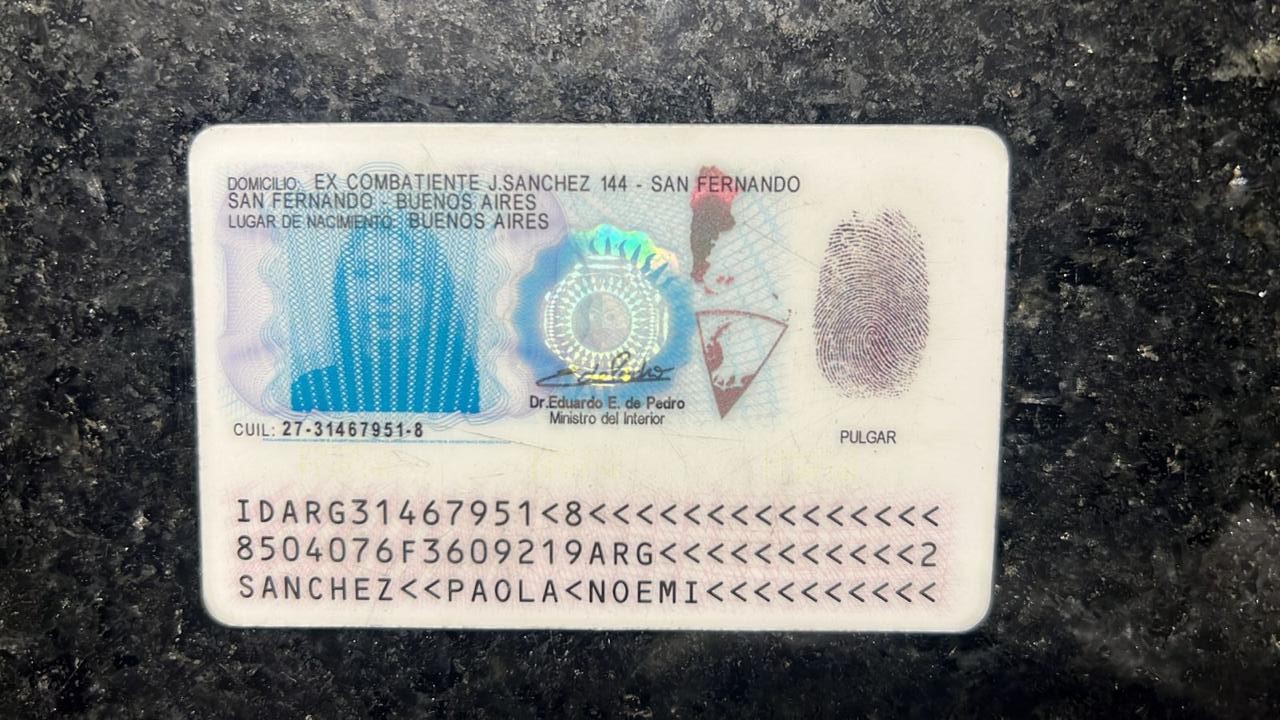 DOMICILIO: EX COMBATIENTE J.SANCHEZ 144 - SAN FERNANDO
SAN FERNANDO - BUENOS AIRES
LUGAR DE NACIMIENTO: BUENOS AIRES
Dr.Eduardo E. de Pedro
Ministro del Interior
CUIL: 27-31467951-8
PULGAR
IDARG31467951<8<<<<<<<<<<<<<<<
8504076F3609219ARG<<<<<<<<<<<2
SANCHEZ<<PAOLA<NOEMI<<<<<<<<<<